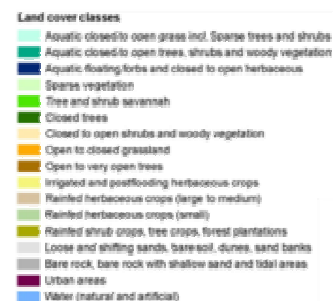 Land cover classes
Aquatic closed to open grass incl. Sparse trees and shrubs
Aquatic closed to open trees, shrubs and woody vegetation
Aquatic floating forbs and closed to open herbaceous
Sparse vegetation
Tree and shrub savannah
Closed trees
Closed to open shrubs and woody vegetation
Open to closed grassland
Open to very open trees
Irrigated and postflooding herbaceous crops
Rainfed herbaceous crops (large to medium)
Rainfed herbaceous crops (small)
Rainfed shrub crops, tree crops, forest plantations
Loose and shifting sands, bare soil, dunes, sand banks
Bare rock, bare rock with shallow sand and tidal areas
Urban areas
Water (natural and artificial)